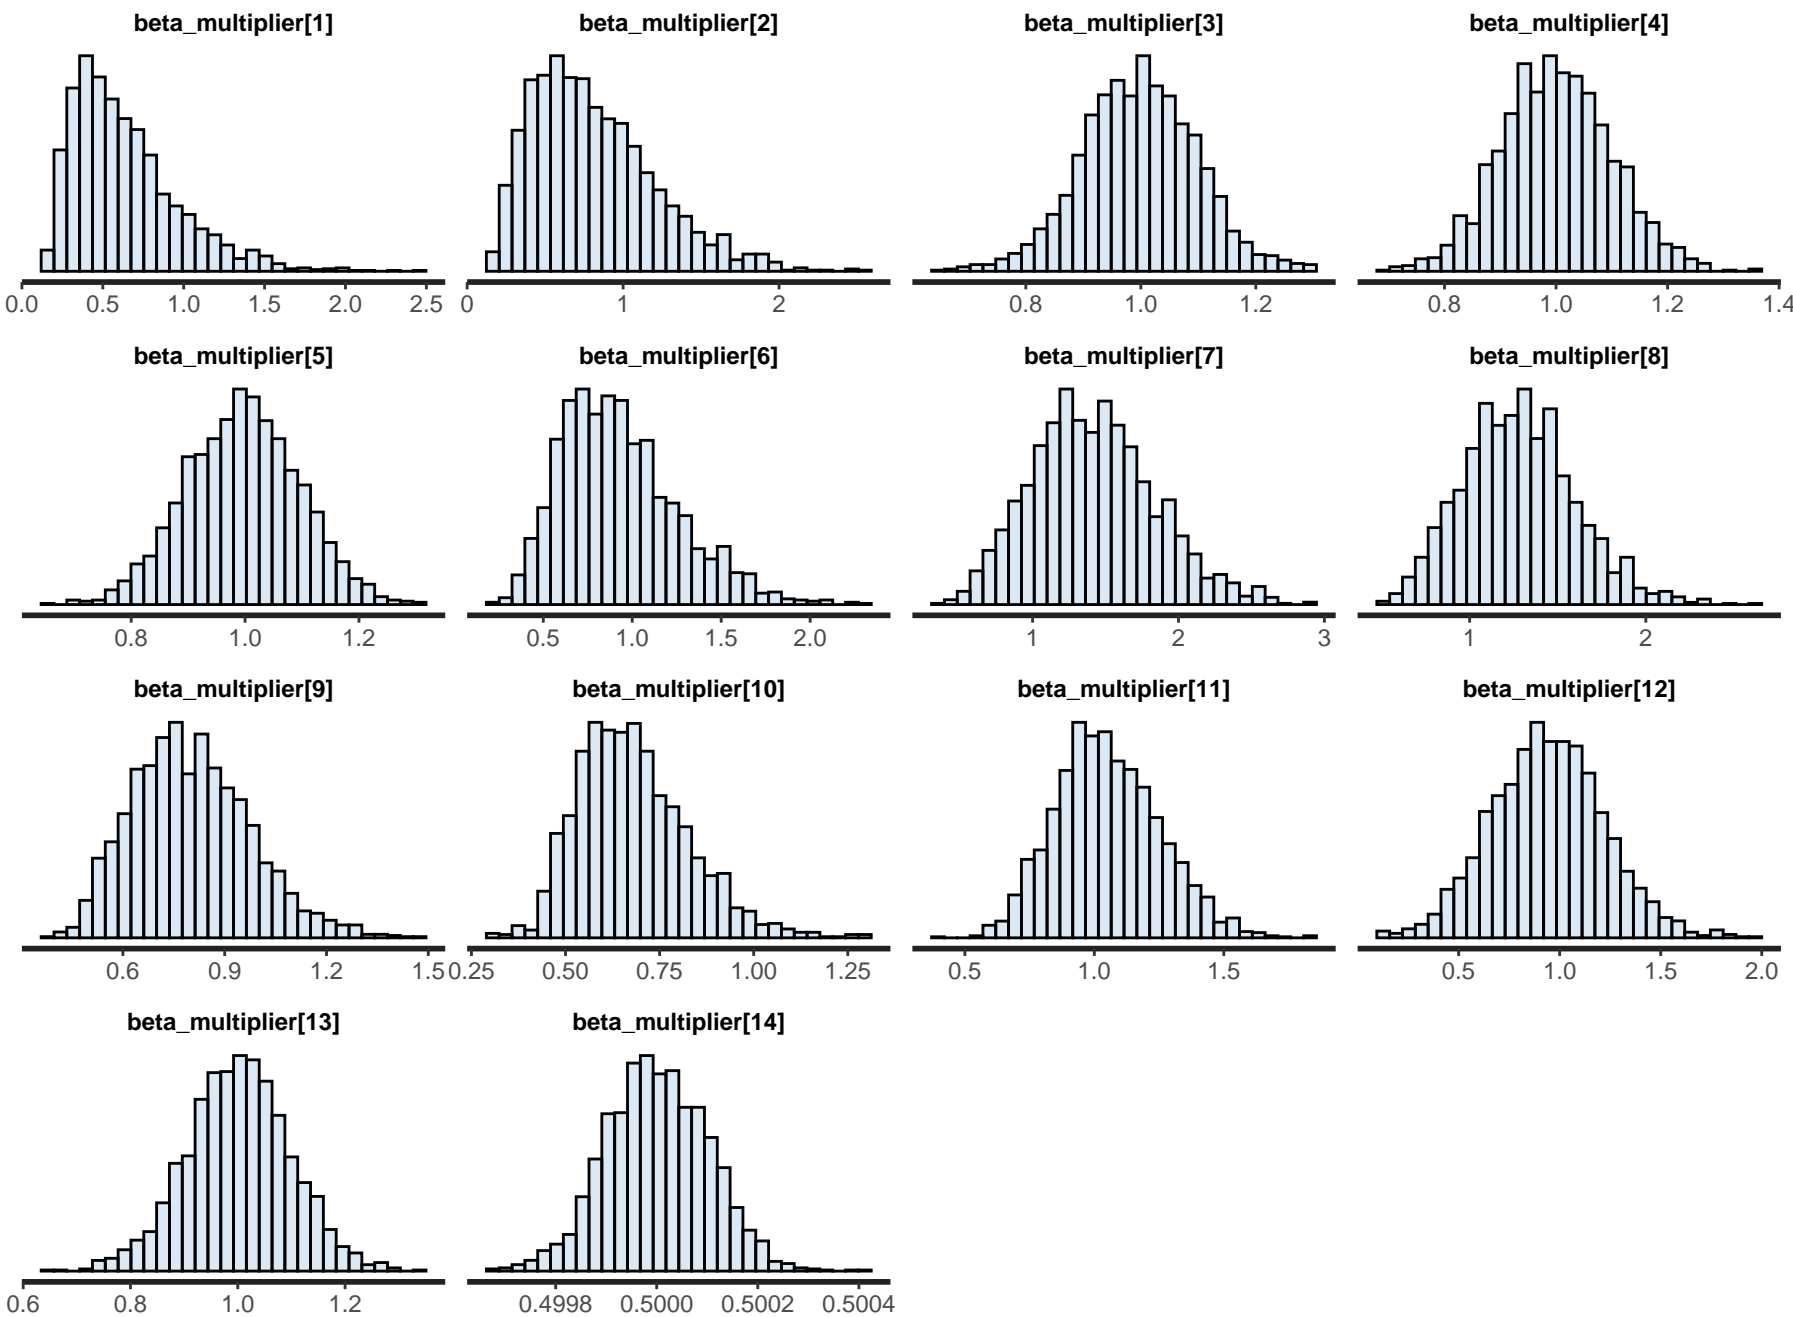 beta_multiplier[1] beta_multiplier[2] beta_multiplier[3] beta_multiplier[4]
0.0 0.5 1.0 1.5 2.0 2.5 0 1 2 0.8 1.0 1.2 0.8 1.0 1.2 1.4
beta_multiplier[5] beta_multiplier[6] beta_multiplier[7] beta_multiplier[8]
0.8 1.0 1.2 0.5 1.0 1.5 2.0 1 2 3 1 2
beta_multiplier[9] beta_multiplier[10] beta_multiplier[11] beta_multiplier[12]
0.6 0.9 1.2 1.5 0.25 0.50 0.75 1.00 1.25 0.5 1.0 1.5 0.5 1.0 1.5 2.0
beta_multiplier[13] beta_multiplier[14]
0.6 0.8 1.0 1.2 0.4998 0.5000 0.5002 0.5004